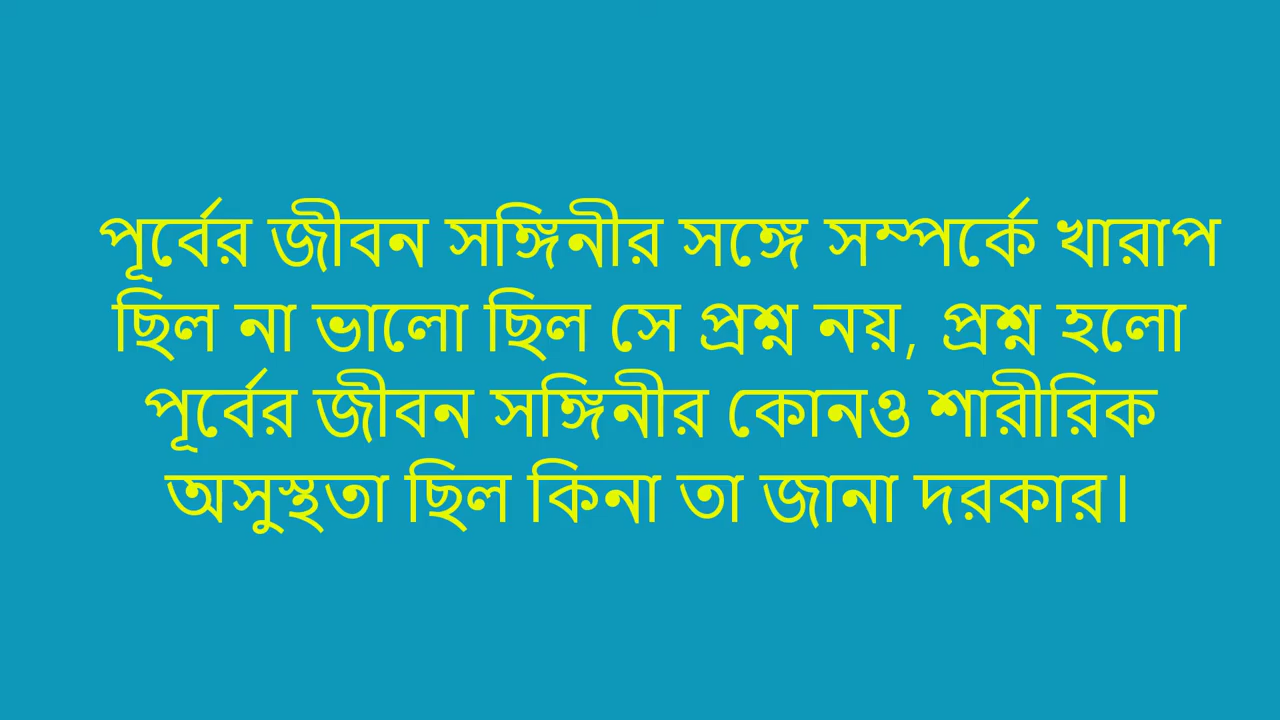 পূর্বের জীবন সঙ্গিনীর সঙ্গে সম্পর্কে খারাপ
ছিল না ভালো ছিল সে প্রশ্ন নয়, প্রশ্ন হলো
পূর্বের জীবন সঙ্গিনীর কোনও শারীরিক
অসুস্থতা ছিল কিনা তা জানা দরকার।